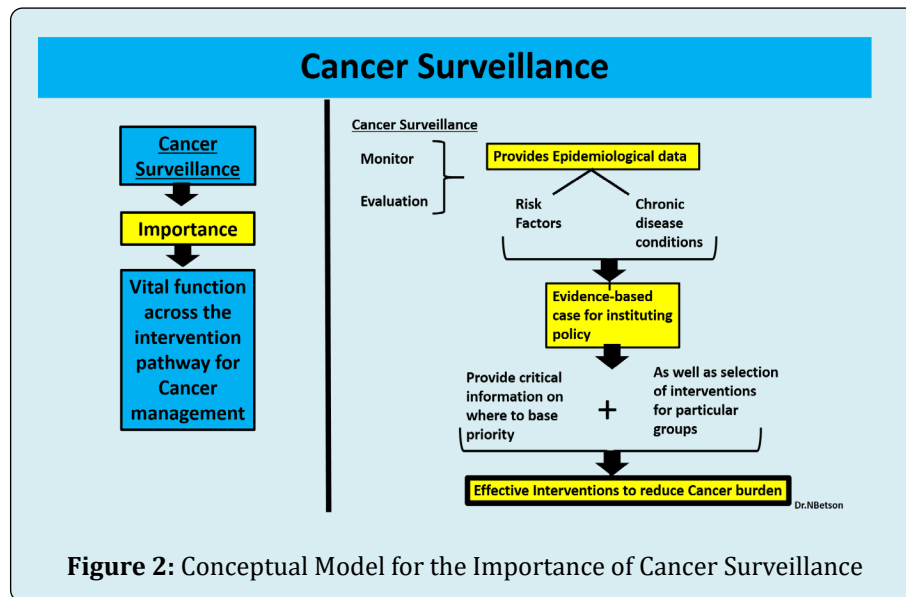 Cancer Surveillance
Cancer
Surveillance
Importance
Vital function
across the
intervention
pathway for
Cancer
management
Cancer Surveillance
Monitor
Evaluation
Provides Epidemiological data
Risk
Factors
Chronic
disease
conditions
Evidence-based
case for instituting
policy
Provide critical
information on
where to base
priority
+
As well as selection
of interventions
for particular
groups
Effective Interventions to reduce Cancer burden
Dr.NBetson
Figure 2: Conceptual Model for the Importance of Cancer Surveillance